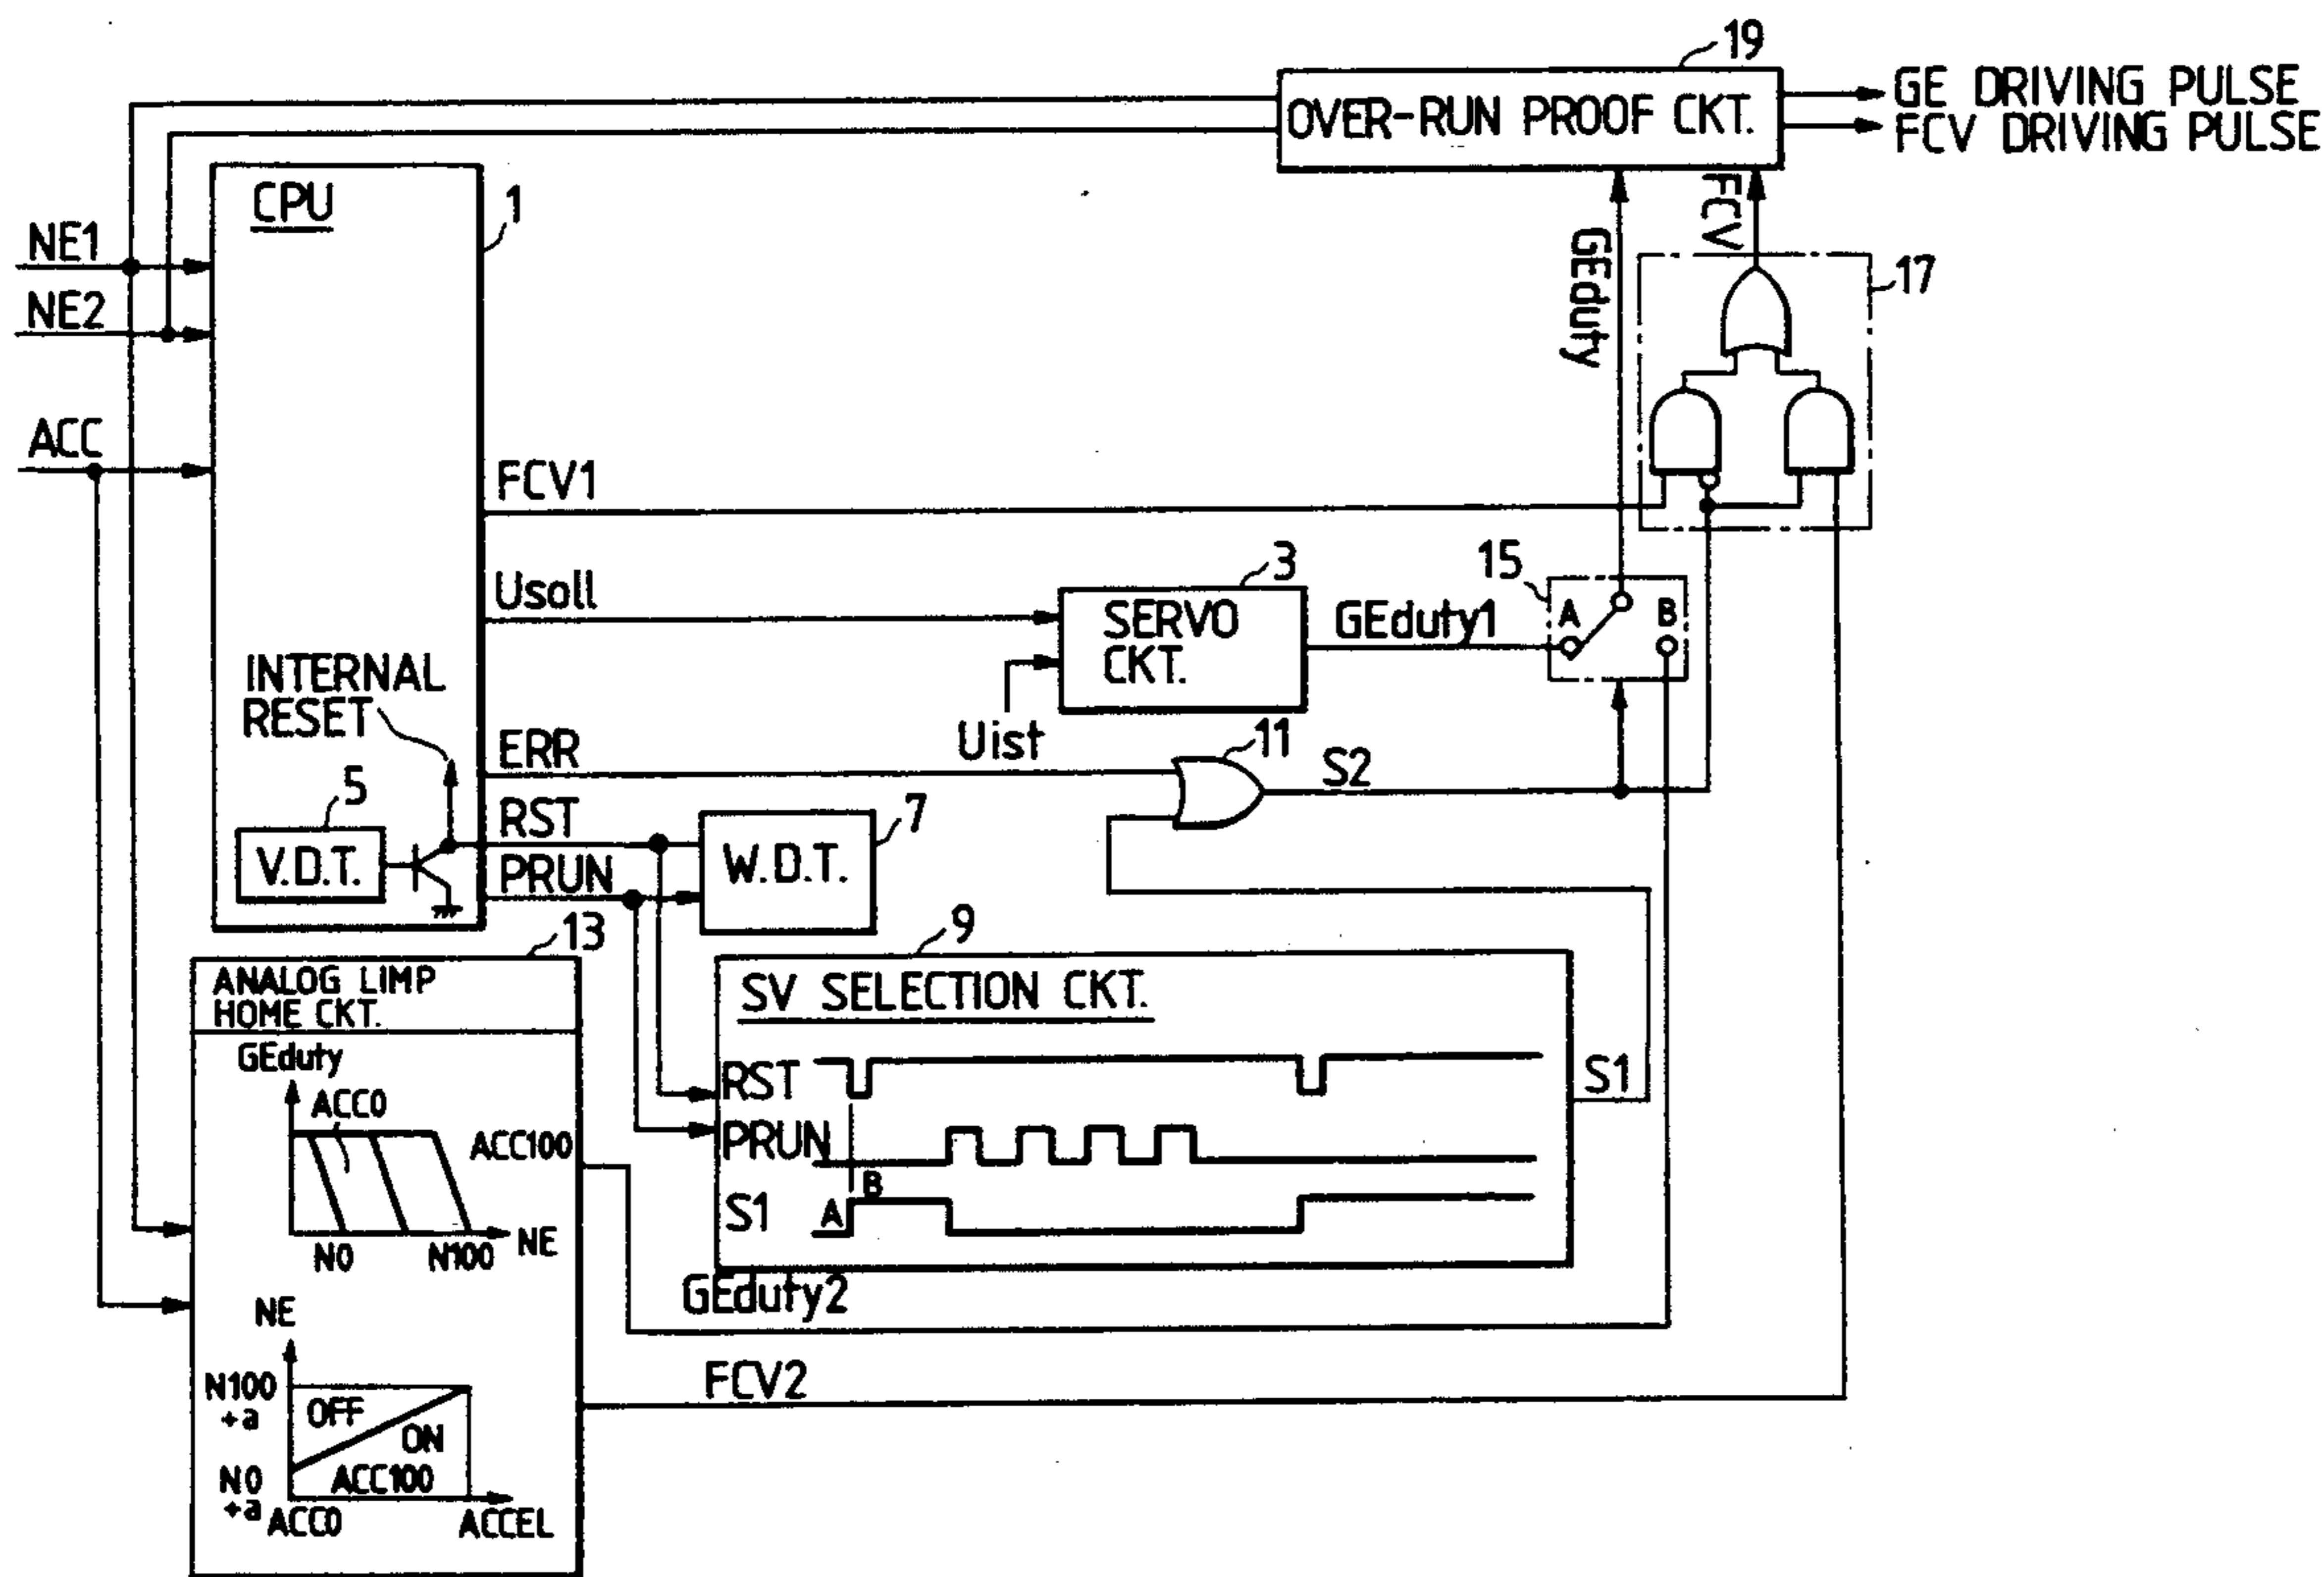 19
OVER-RUN PROOF CKT.
GE DRIVING PULSE
FCV DRIVING PULSE
CPU
1
NE1
NE2
ACC
FCV
GEduty
17
FCV1
Usoll
3
SERVO
CKT.
GEduty1
15
A
B
INTERNAL
RESET
Uist
ERR
11
S2
5
V.D.T.
RST
PRUN
7
W.D.T.
13
ANALOG LIMP
HOME CKT.
GEduty
ACC0
ACC100
N0
N100
NE
NE
N100
+a
OFF
ON
N0
+a
ACC100
ACC0
ACCEL
9
SV SELECTION CKT.
RST
PRUN
B
S1
A
S1
GEduty2
FCV2